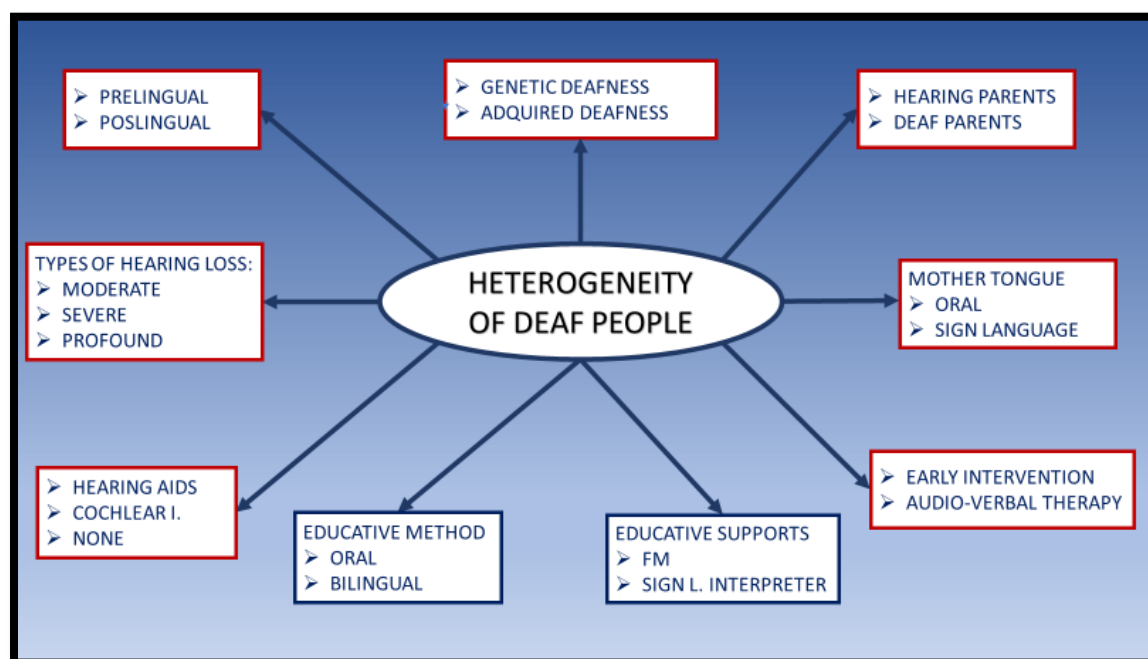 ➢ PRELINGUAL
➢ POSLINGUAL
➢ GENETIC DEAFNESS
➢ ADQUIRED DEAFNESS
➢ HEARING PARENTS
➢ DEAF PARENTS
TYPES OF HEARING LOSS:
➢ MODERATE
➢ SEVERE
➢ PROFOUND
HETEROGENEITY
OF DEAF PEOPLE
MOTHER TONGUE
➢ ORAL
➢ SIGN LANGUAGE
➢ HEARING AIDS
➢ COCHLEAR I.
➢ NONE
EDUCATIVE METHOD
➢ ORAL
➢ BILINGUAL
EDUCATIVE SUPPORTS
➢ FM
➢ SIGN L. INTERPRETER
➢ EARLY INTERVENTION
➢ AUDIO-VERBAL THERAPY